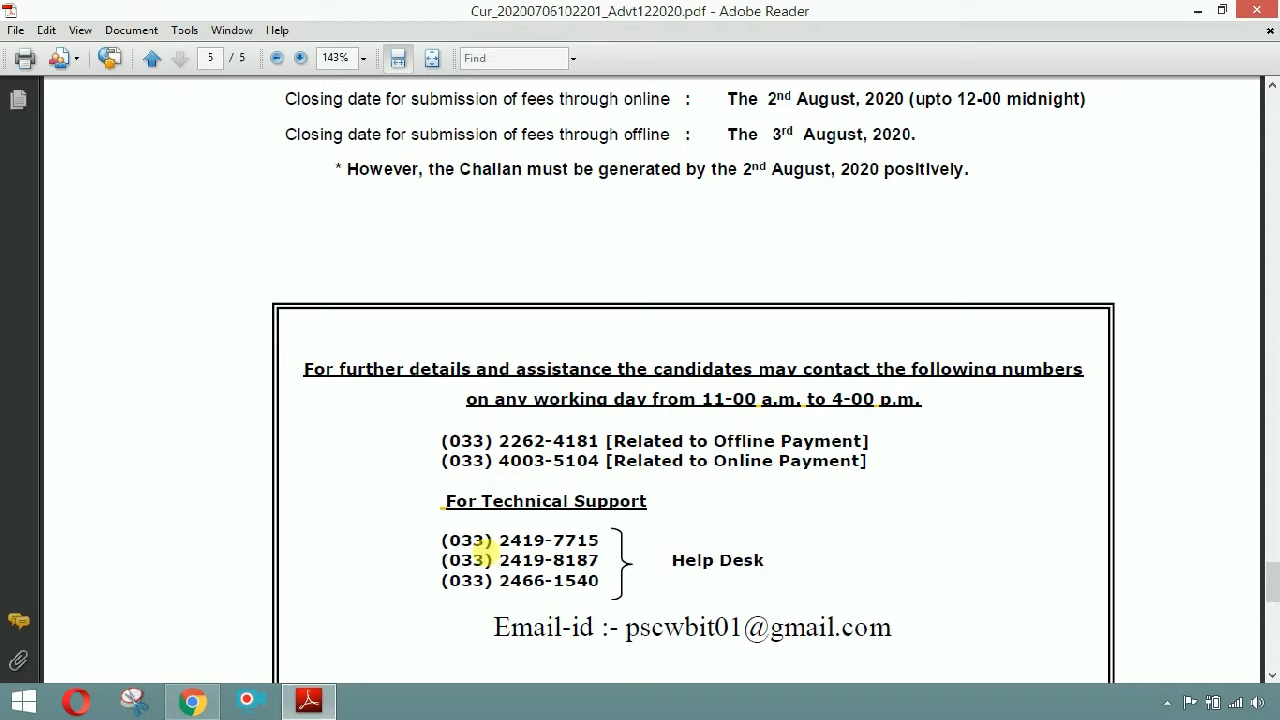 Cur_20200706102201_Advt122020.pdf - Adobe Reader
File Edit View Document Tools Window Help
5 / 5 143% Find
Closing date for submission of fees through online : The 2nd August, 2020 (upto 12-00 midnight)
Closing date for submission of fees through offline : The 3rd August, 2020.
* However, the Challan must be generated by the 2nd August, 2020 positively.
For further details and assistance the candidates may contact the following numbers
on any working day from 11-00 a.m. to 4-00 p.m.
(033) 2262-4181 [Related to Offline Payment]
(033) 4003-5104 [Related to Online Payment]
For Technical Support
(033) 2419-7715
(033) 2419-8187 Help Desk
(033) 2466-1540
Email-id :- pscwbit01@gmail.com